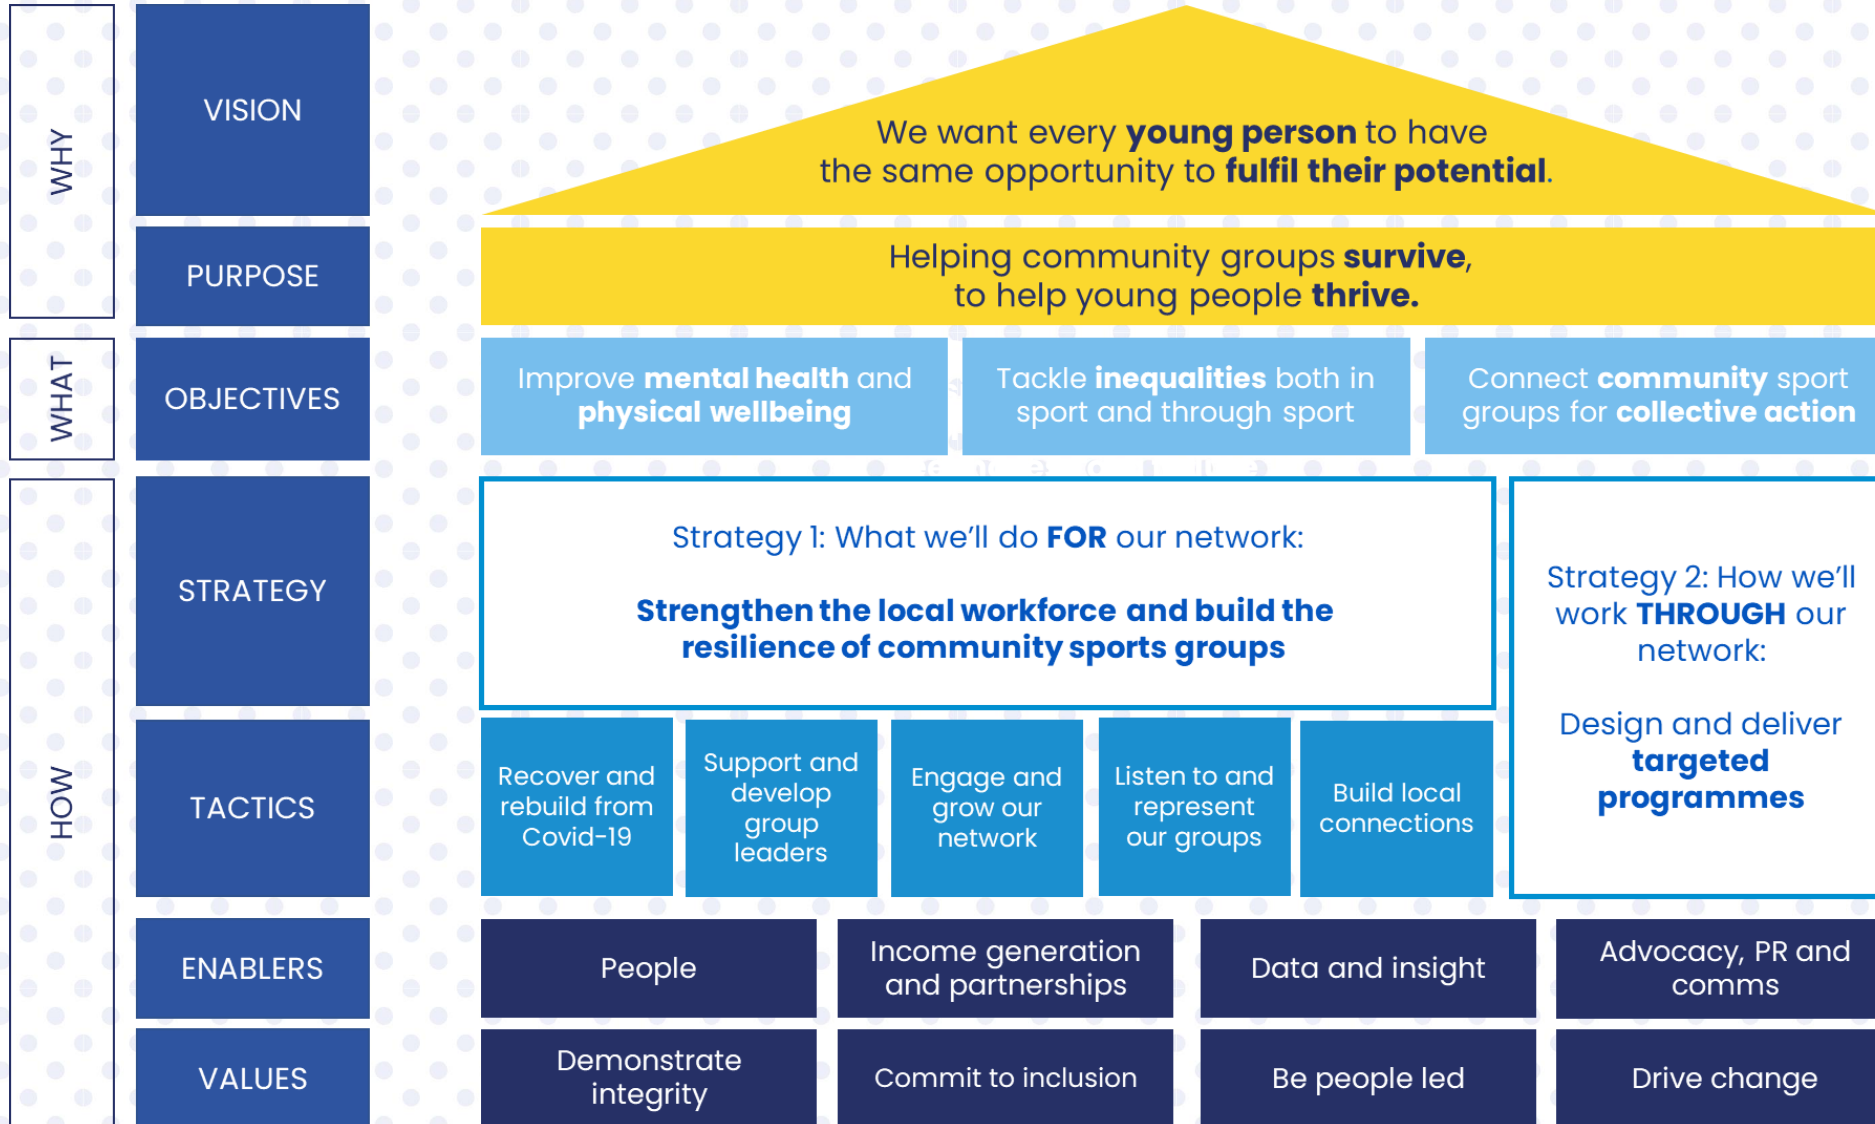 WHY
VISION
We want every young person to have
the same opportunity to fulfil their potential.
PURPOSE
Helping community groups survive,
to help young people thrive.
WHAT
OBJECTIVES
Improve mental health and
physical wellbeing
Tackle inequalities both in
sport and through sport
Connect community sport
groups for collective action
HOW
STRATEGY
Strategy 1: What we'll do FOR our network:
Strengthen the local workforce and build the
resilience of community sports groups
Strategy 2: How we'll
work THROUGH our
network:
Design and deliver
targeted
programmes
TACTICS
Recover and
rebuild from
Covid-19
Support and
develop
group
leaders
Engage and
grow our
network
Listen to and
represent
our groups
Build local
connections
ENABLERS
People
Income generation
and partnerships
Data and insight
Advocacy, PR and
comms
VALUES
Demonstrate
integrity
Commit to inclusion
Be people led
Drive change